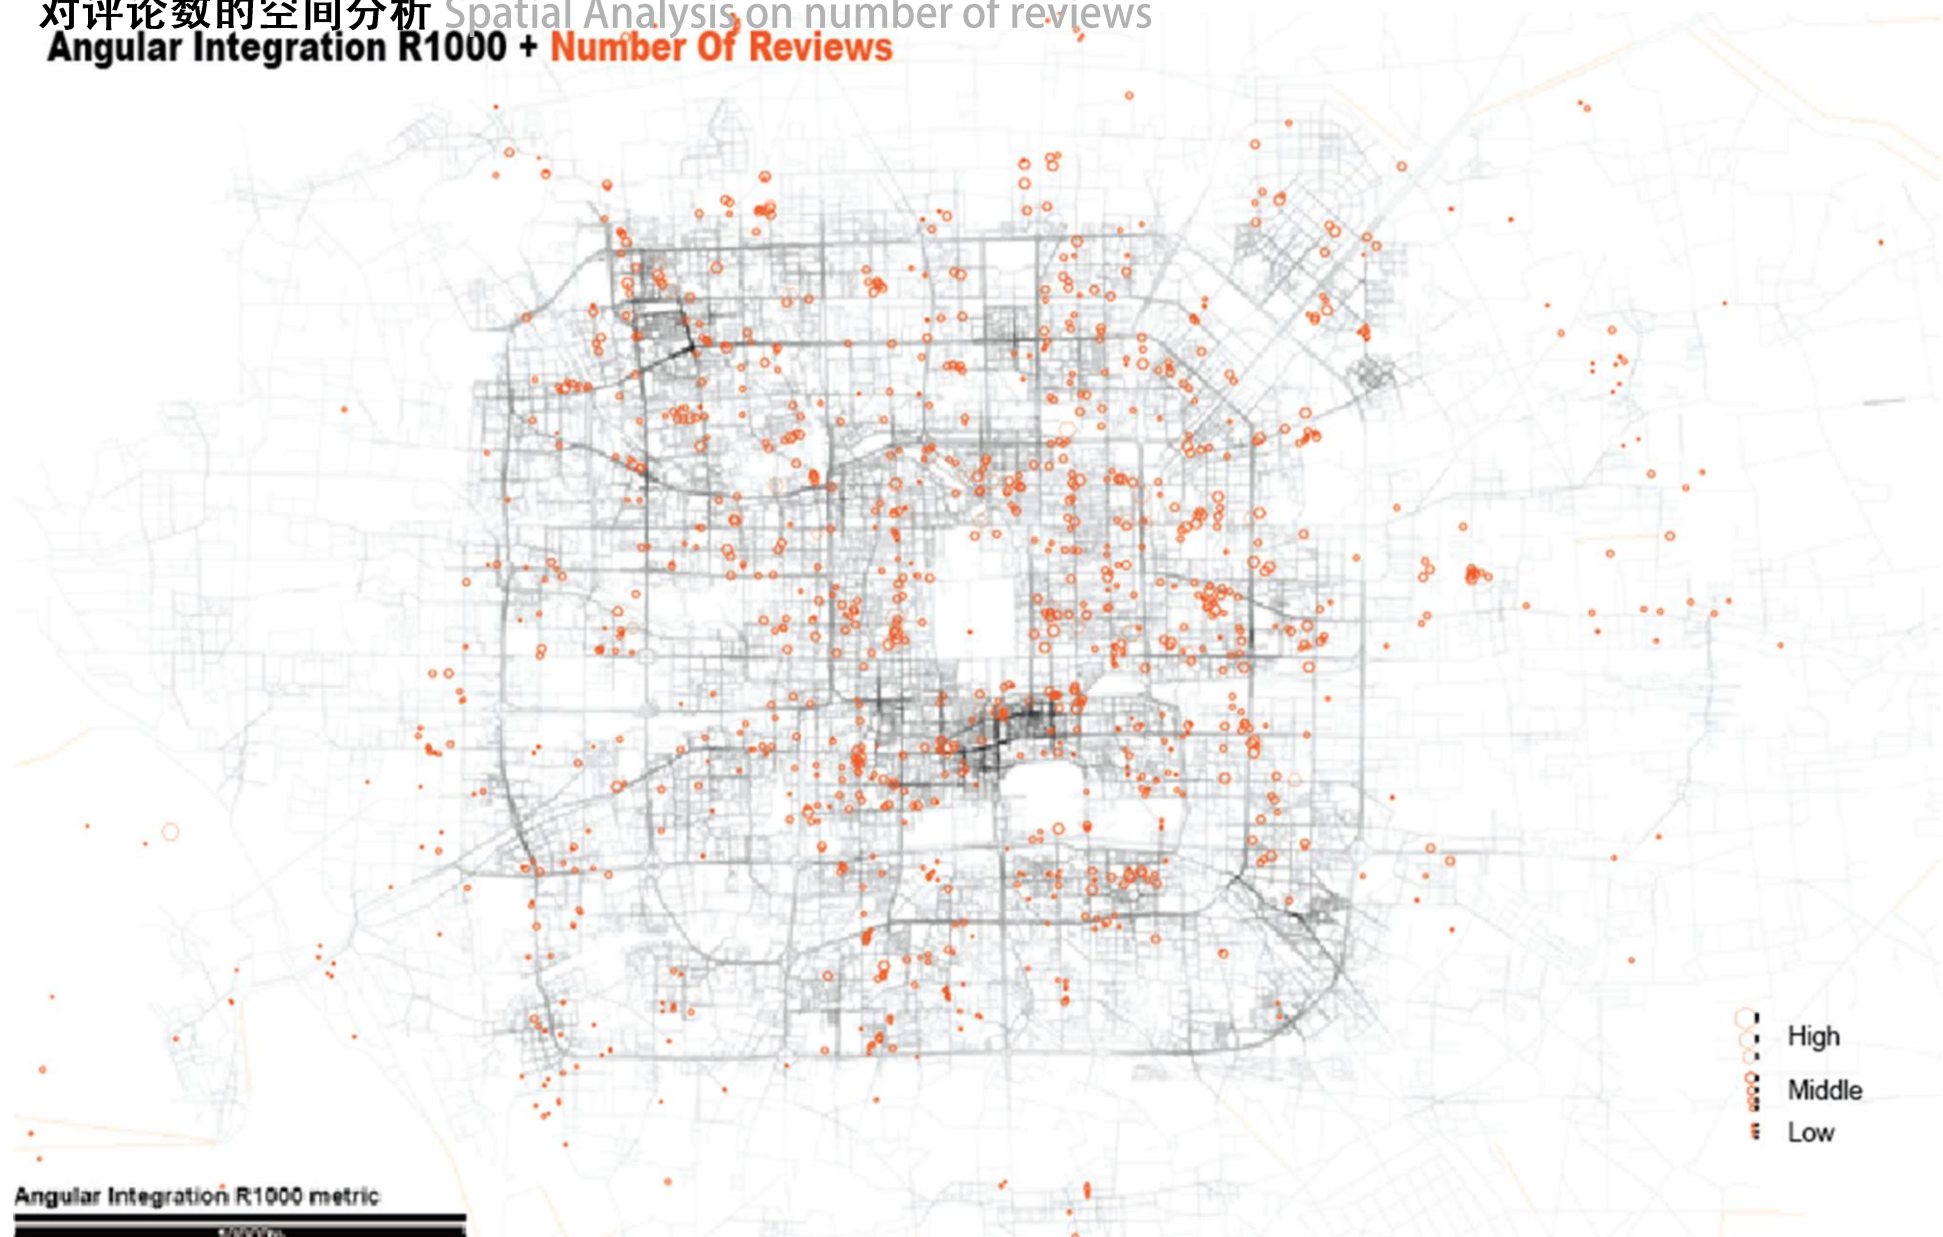 对评论数的空间分析 Spatial Analysis on number of reviews
Angular Integration R1000 + Number Of Reviews
High
Middle
Low
Angular Integration R1000 metric